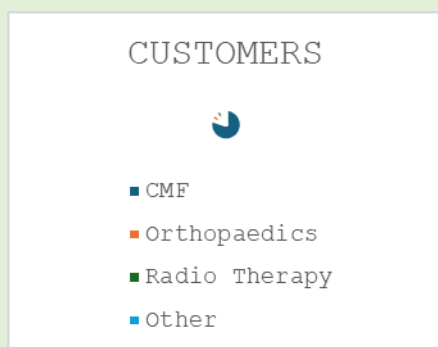 CUSTOMERS
CMF
Orthopaedics
Radio Therapy
Other